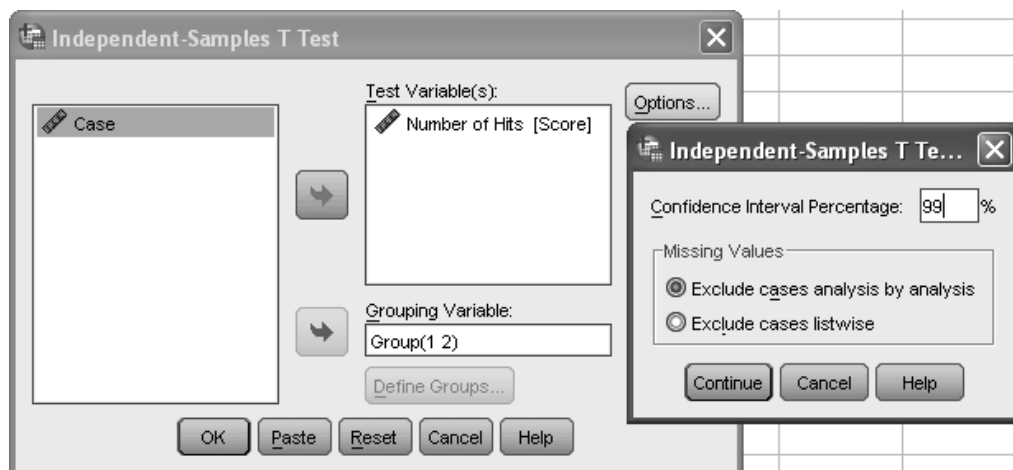 Independent-Samples T Test
Case
Test Variable(s):
Number of Hits [Score]
Grouping Variable:
Group(1 2)
Define Groups...
Options...
OK
Paste
Reset
Cancel
Help
Independent-Samples T Te...
Confidence Interval Percentage: 99 %
Missing Values
Exclude cases analysis by analysis
Exclude cases listwise
Continue
Cancel
Help